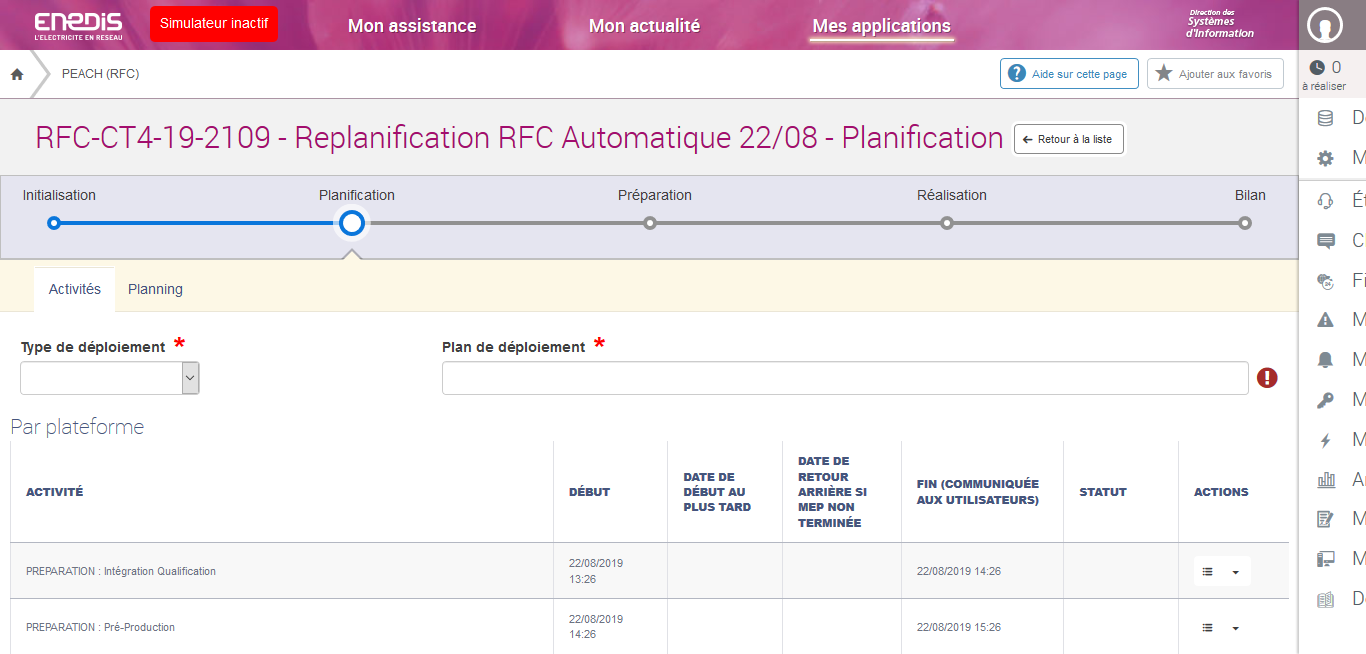 ENEDIS
L'ELECTRICITE EN RESEAU
Simulateur inactif
Mon assistance
Mon actualité
Mes applications
Direction des
Systèmes
d'Information
PEACH (RFC)
? Aide sur cette page
Ajouter aux favoris
0
à réaliser
RFC-CT4-19-2109 - Replanification RFC Automatique 22/08 - Planification
← Retour à la liste
Initialisation
Planification
Préparation
Réalisation
Bilan
Activités
Planning
Type de déploiement *
Plan de déploiement *
Par plateforme
ACTIVITÉ
DÉBUT
DATE DE
DÉBUT AU
PLUS TARD
DATE DE
RETOUR
ARRIÈRE SI
MEP NON
TERMINÉE
FIN (COMMUNIQUÉE
AUX UTILISATEURS)
STATUT
ACTIONS
PREPARATION : Intégration Qualification
22/08/2019
13:26
22/08/2019 14:26
PREPARATION : Pré-Production
22/08/2019
14:26
22/08/2019 15:26